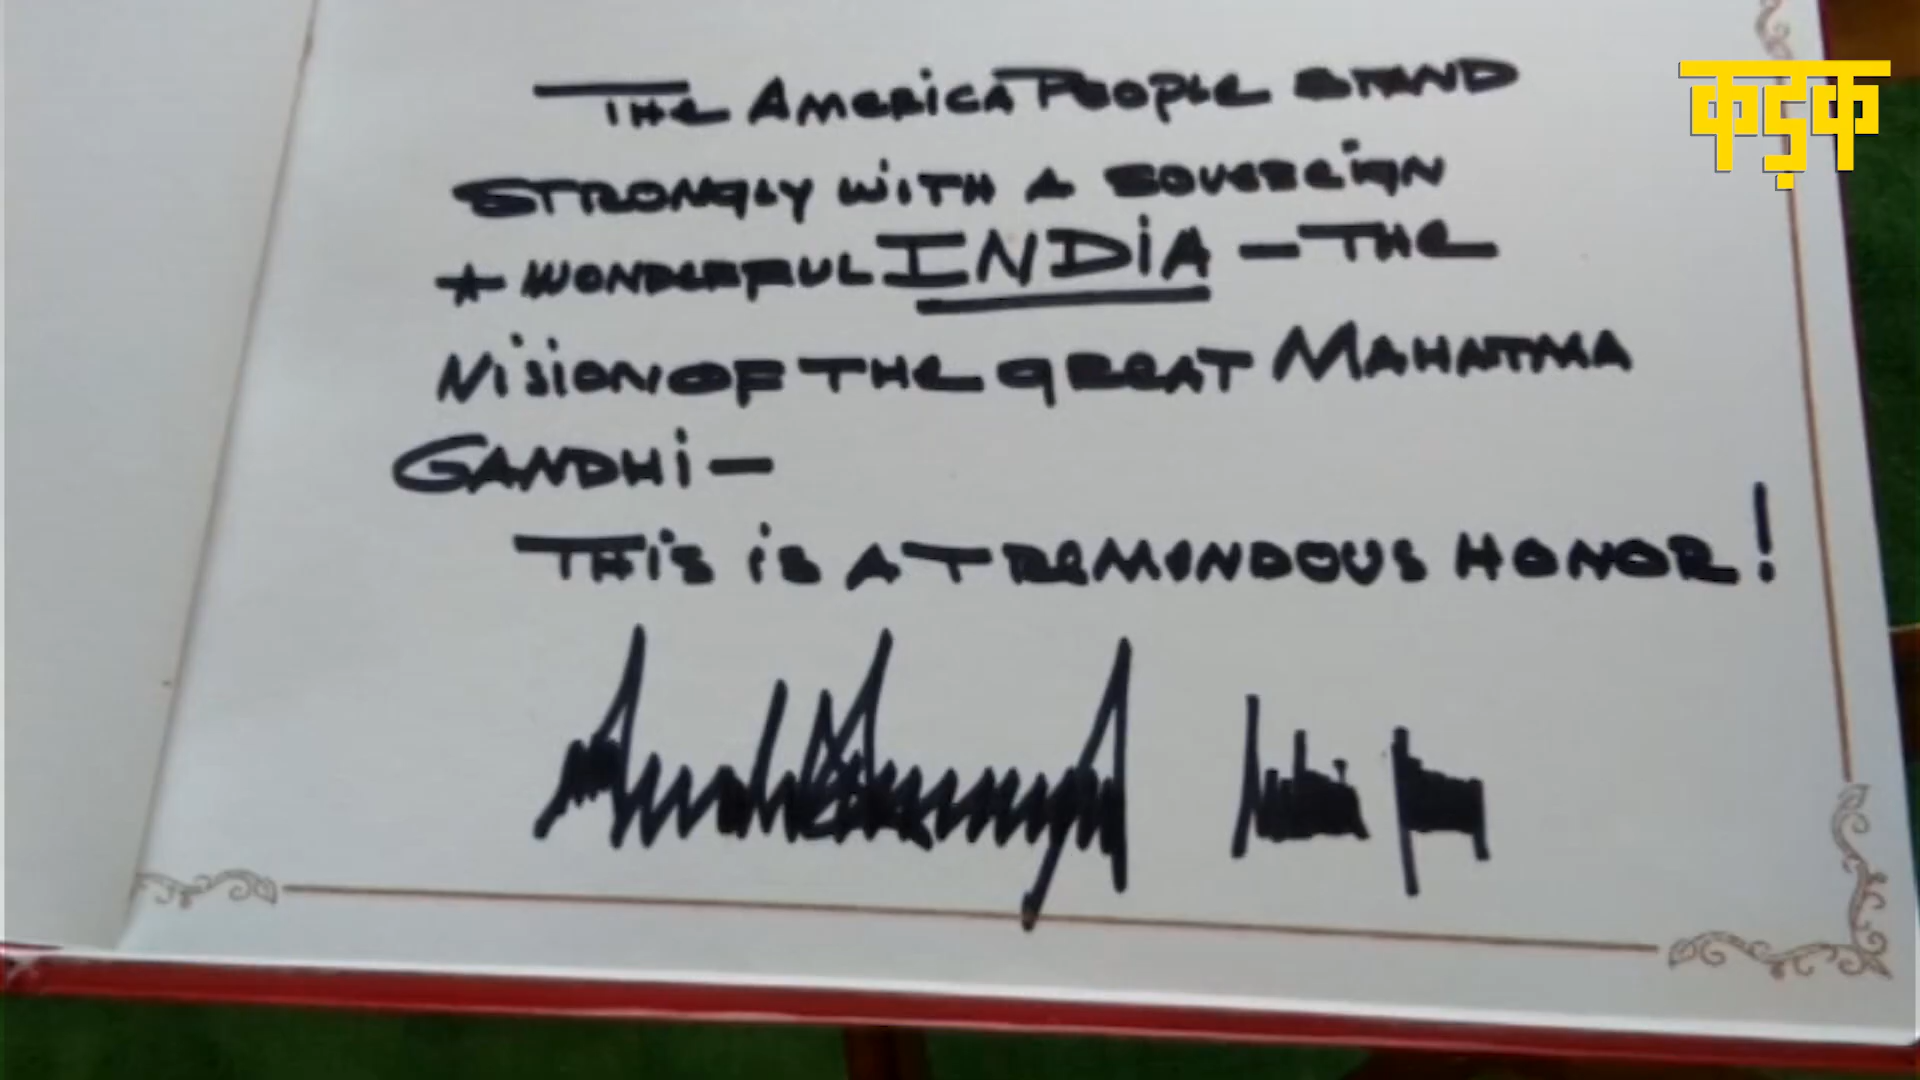 THE AMERICA PEOPLE STAND
STRONGLY WITH A SOVEREIGN
+ WONDERFUL INDIA — THE
VISION OF THE GREAT MAHATMA
GANDHI —
THIS IS A TREMENDOUS HONOR!
कड़क